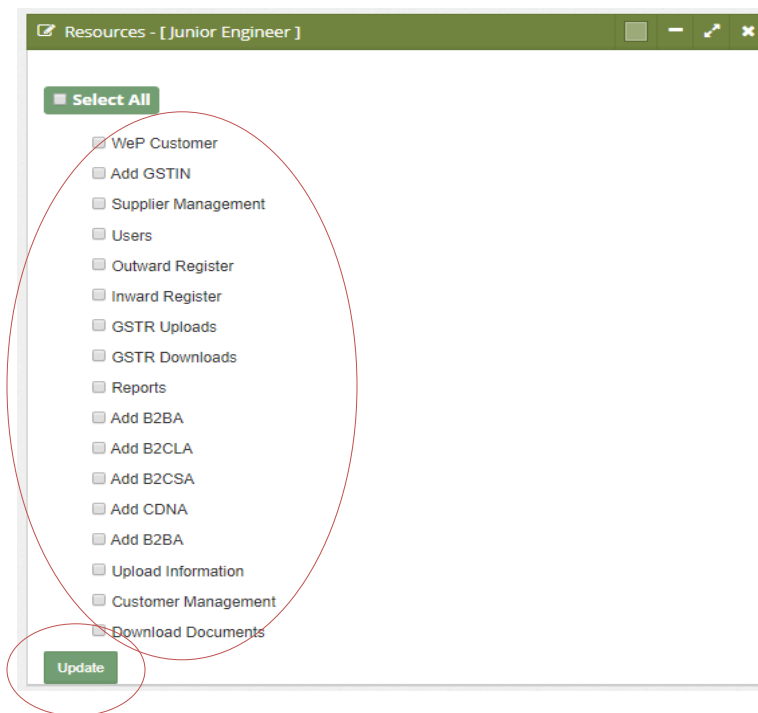 Resources - [ Junior Engineer ]
Select All
WeP Customer
Add GSTIN
Supplier Management
Users
Outward Register
Inward Register
GSTR Uploads
GSTR Downloads
Reports
Add B2BA
Add B2CLA
Add B2CSA
Add CDNA
Add B2BA
Upload Information
Customer Management
Download Documents
Update